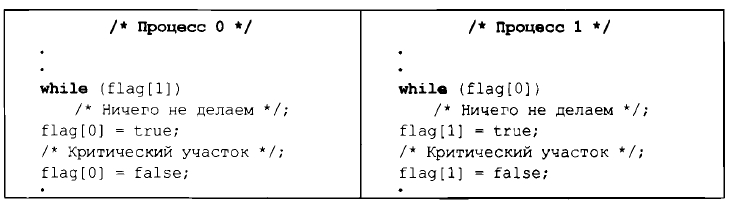 /* Процесс 0 */
.
.
while (flag[1])
/* Ничего не делаем */;
flag[0] = true;
/* Критический участок */;
flag[0] = false;
.
/* Процесс 1 */
.
.
while (flag[0])
/* Ничего не делаем */;
flag[1] = true;
/* Критический участок */;
flag[1] = false;
.